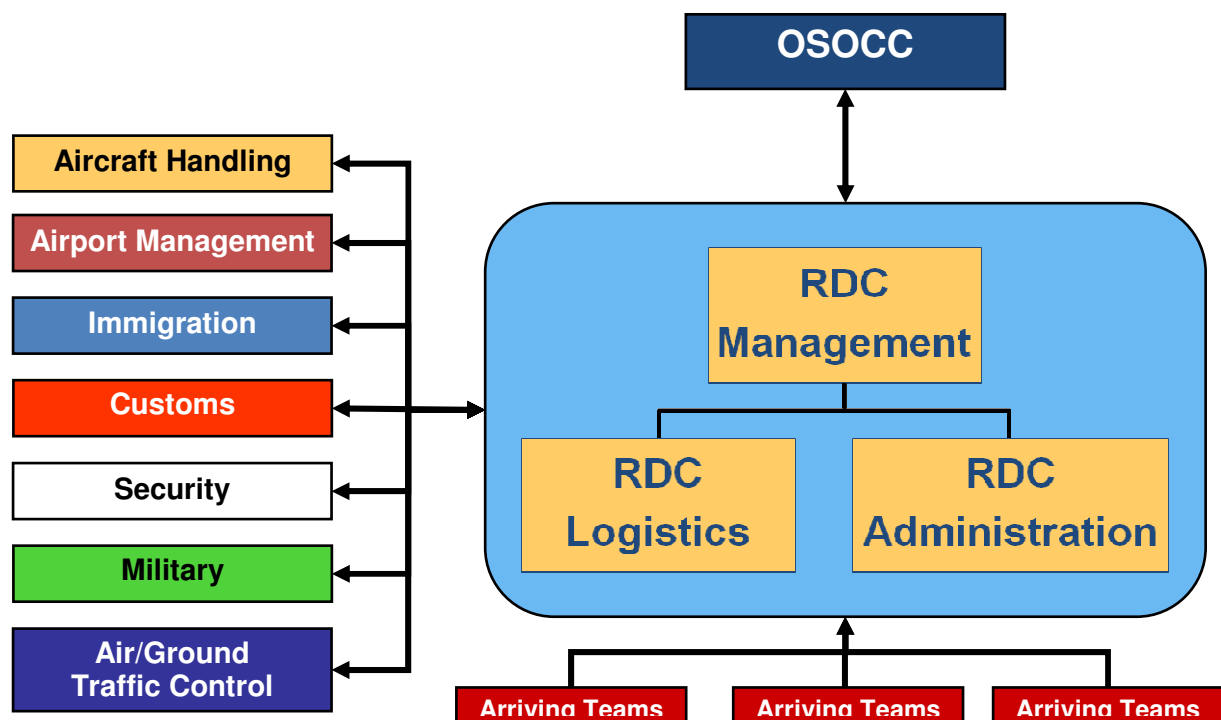 OSOCC
Aircraft Handling
Airport Management
Immigration
Customs
Security
Military
Air/Ground
Traffic Control
RDC
Management
RDC
Logistics
RDC
Administration
Arriving Teams
Arriving Teams
Arriving Teams